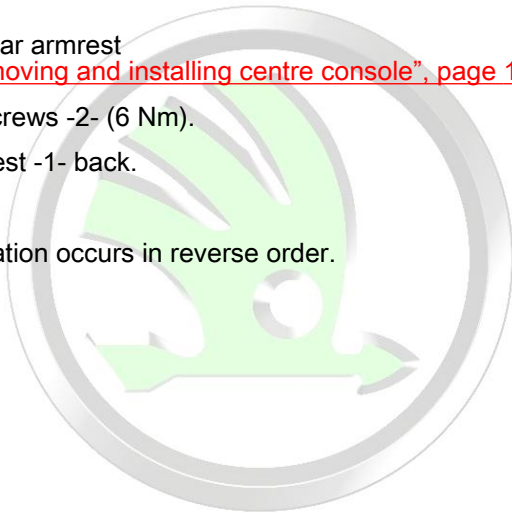 ar armrest
oving and installing centre console”, page 1
crews -2- (6 Nm).
est -1- back.
ation occurs in reverse order.